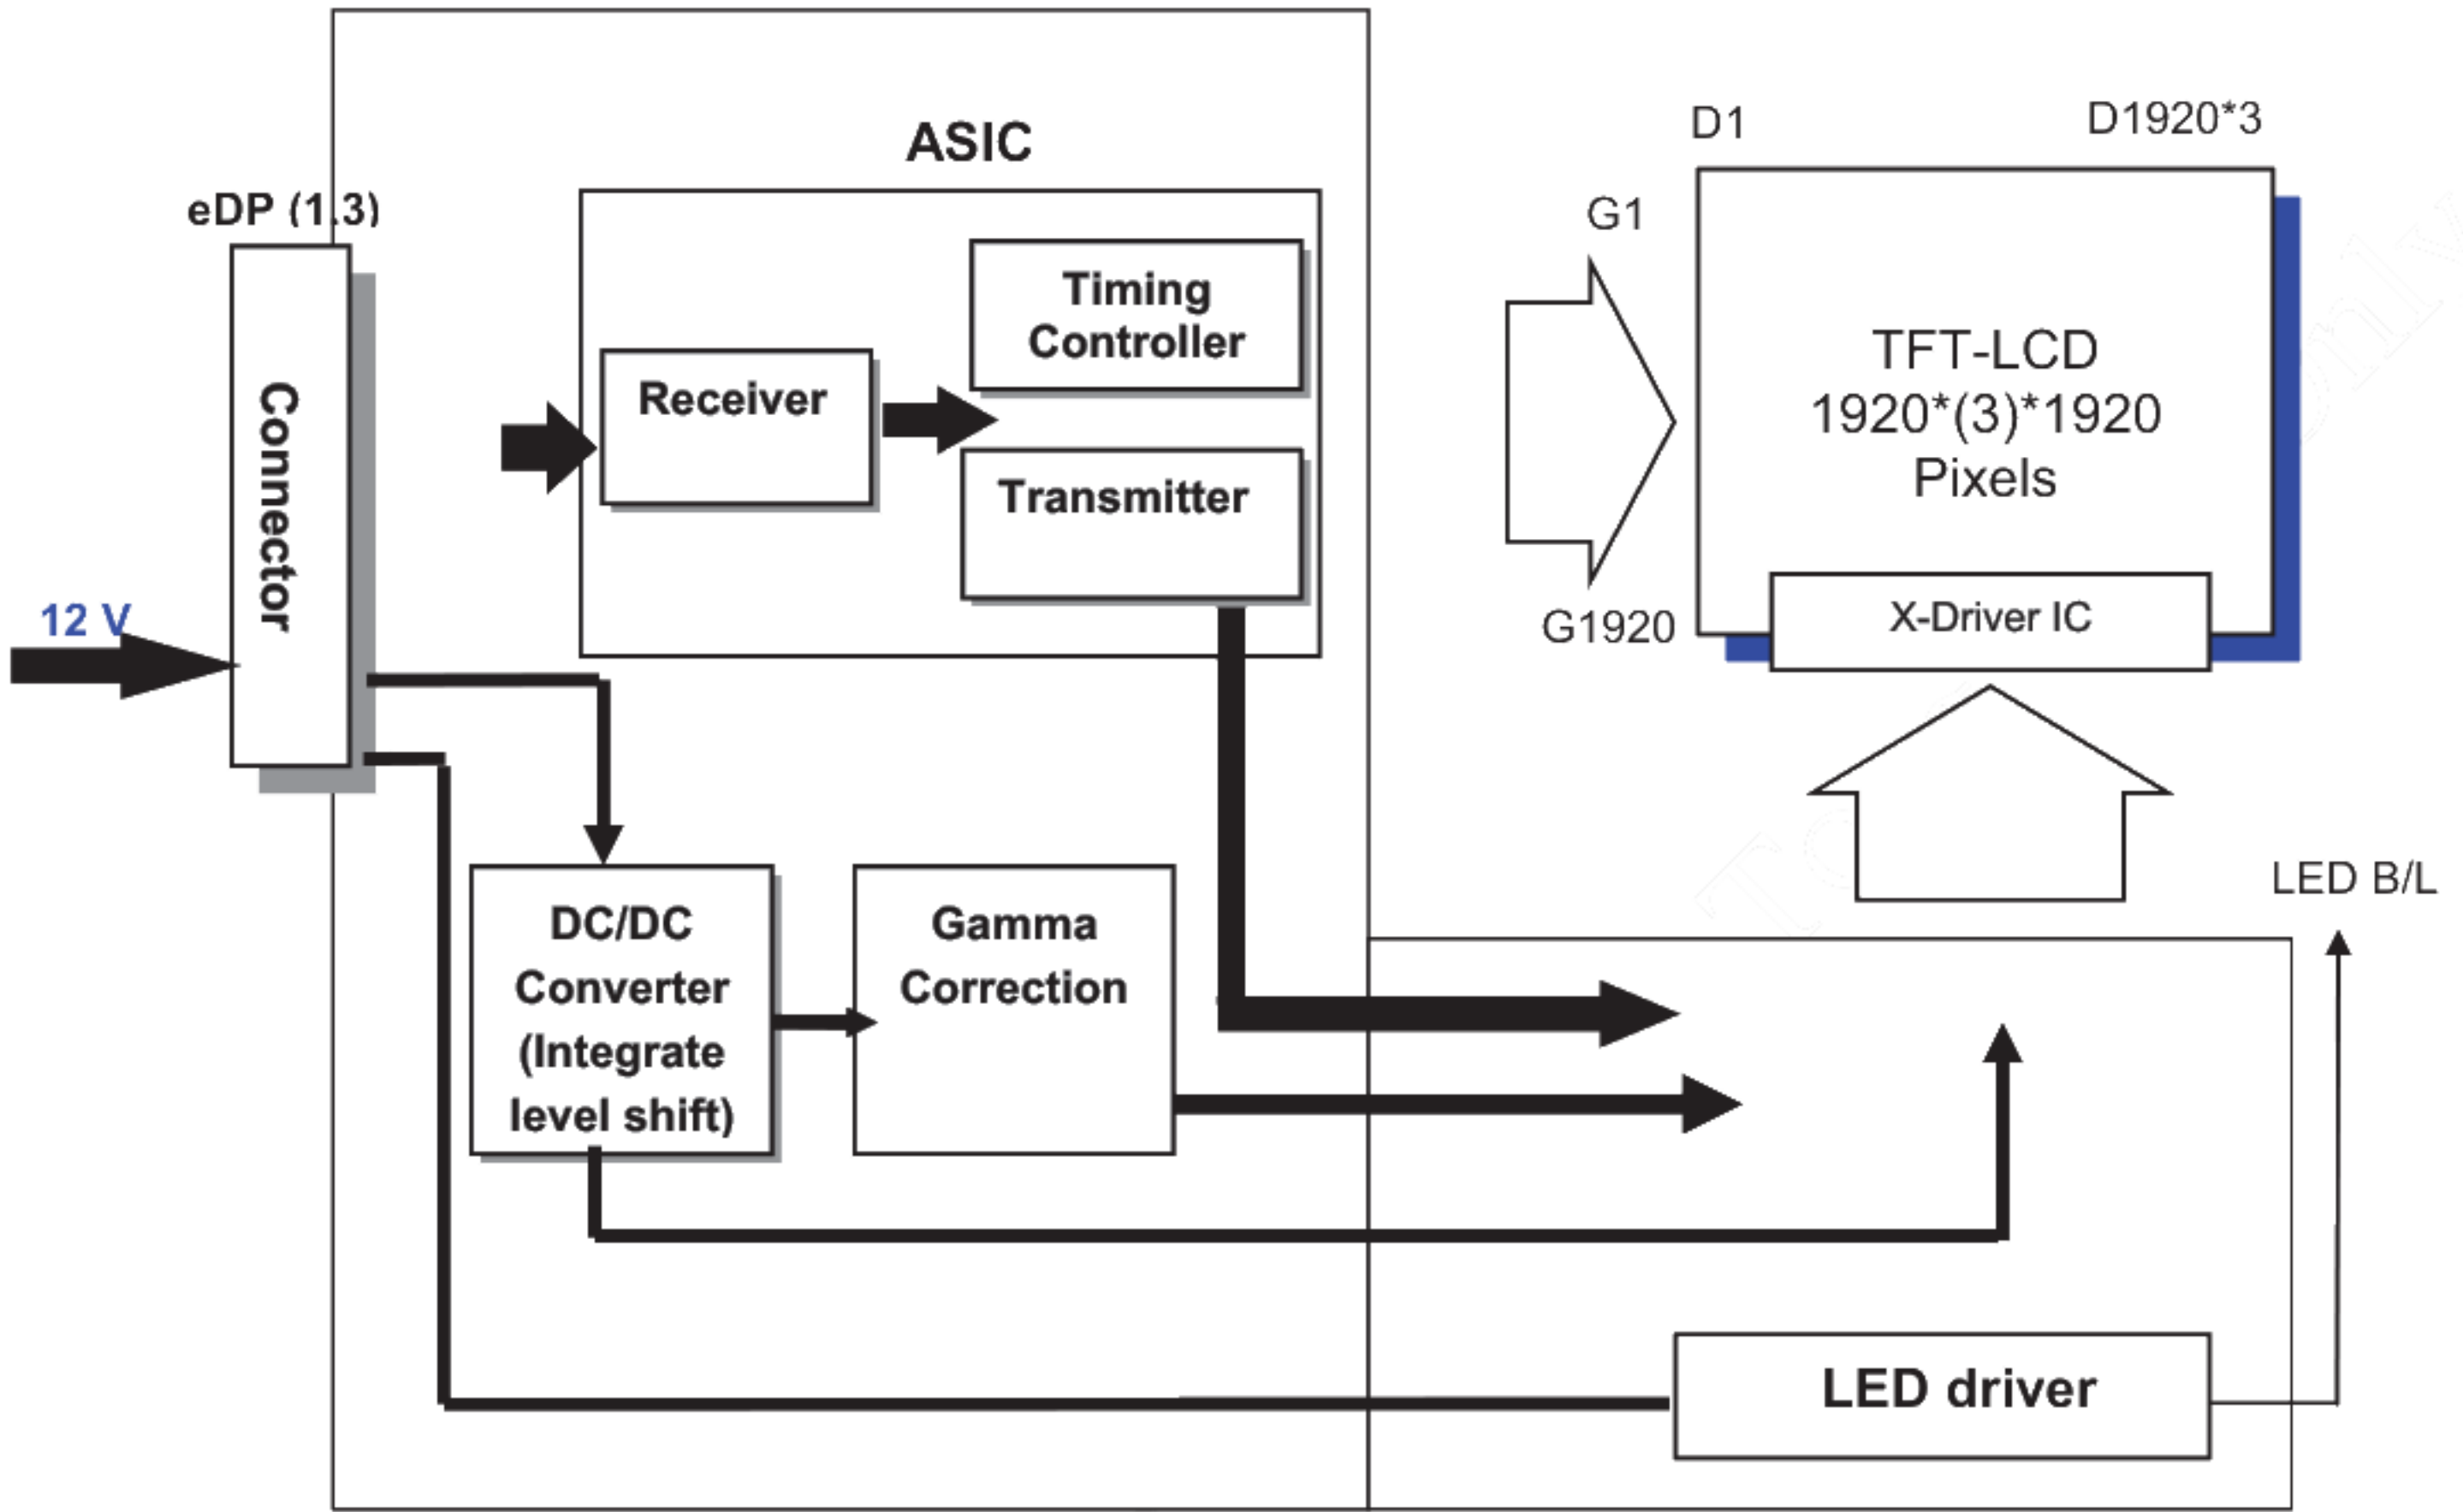 ASIC
eDP (1.3)
Connector
12 V
Receiver
Timing
Controller
Transmitter
DC/DC
Converter
(Integrate
level shift)
Gamma
Correction
D1
D1920*3
G1
G1920
TFT-LCD
1920*(3)*1920
Pixels
X-Driver IC
LED B/L
LED driver